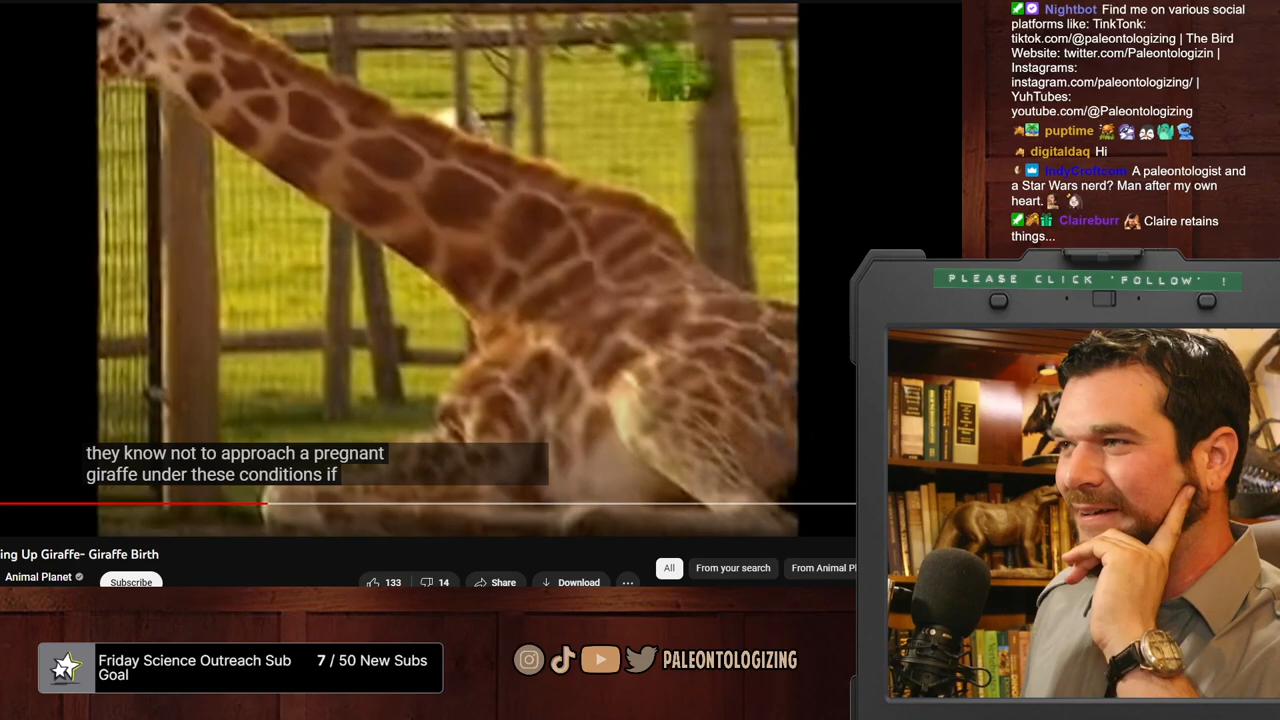 Nightbot Find me on various social
platforms like: TinkTonk:
tiktok.com/@paleontologizing | The Bird
Website: twitter.com/Paleontologizin |
Instagrams:
instagram.com/paleontologizing/ |
YuhTubes:
youtube.com/@Paleontologizing
puptime
digitaldaq Hi
IndyCroftcom A paleontologist and
a Star Wars nerd? Man after my own
heart.
Claireburr Claire retains
things...
PLEASE CLICK 'FOLLOW' !
they know not to approach a pregnant
giraffe under these conditions if
ing Up Giraffe- Giraffe Birth
Animal Planet
Subscribe
133
14
Share
Download
...
All
From your search
From Animal Pl
Friday Science Outreach Sub
Goal
7 / 50 New Subs
PALEONTOLOGIZING